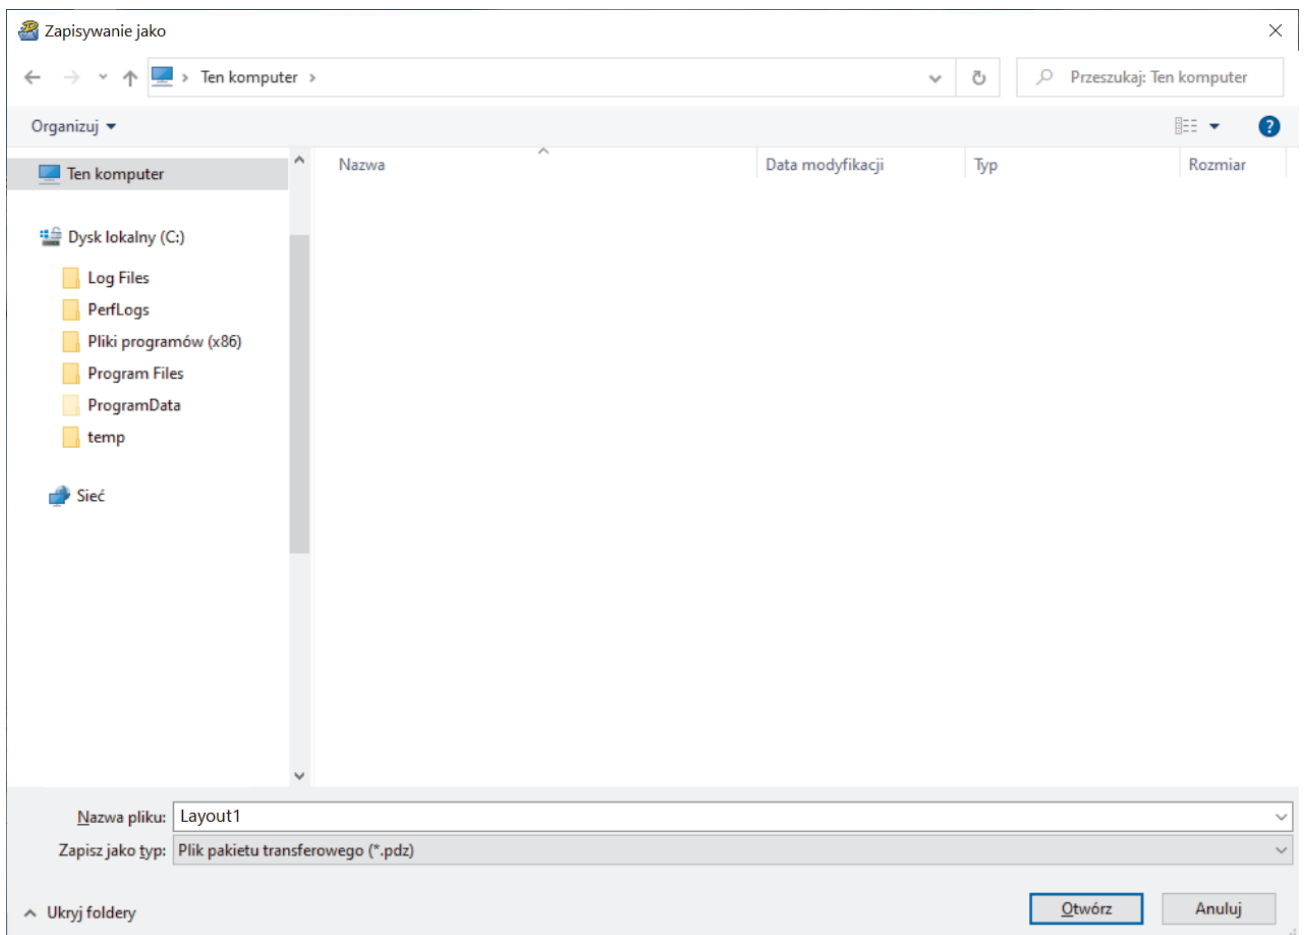 Zapisywanie jako
Ten komputer
Przeszukaj: Ten komputer
Organizuj
?
Ten komputer
Nazwa Data modyfikacji Typ Rozmiar
Dysk lokalny (C:)
Log Files
PerfLogs
Pliki programów (x86)
Program Files
ProgramData
temp
Sieć
Nazwa pliku: Layout1
Zapisz jako typ: Plik pakietu transferowego (*.pdz)
Ukryj foldery Otwórz Anuluj